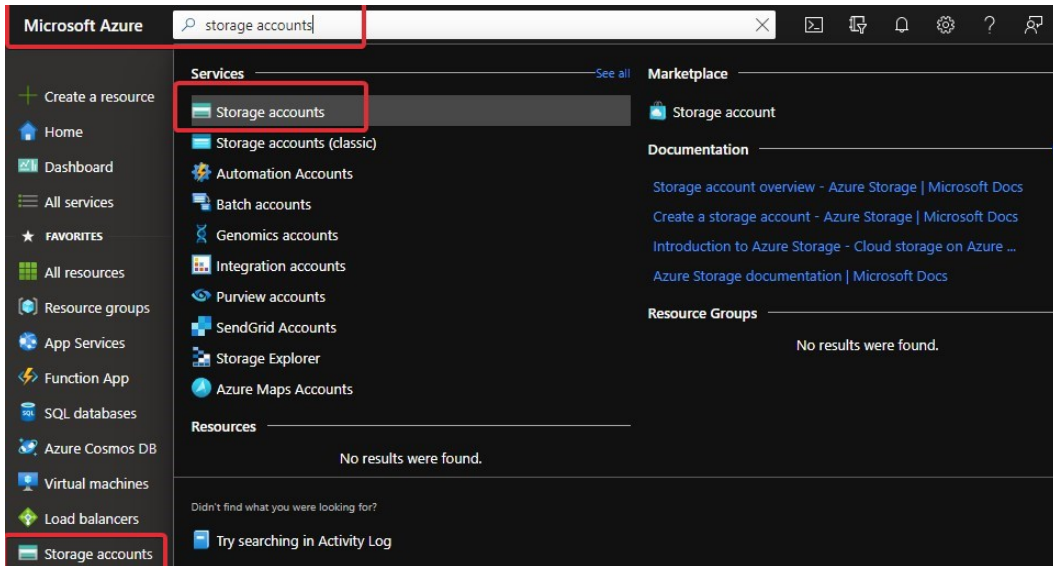 Microsoft Azure
storage accounts
Create a resource
Home
Dashboard
All services
FAVORITES
All resources
Resource groups
App Services
Function App
SQL databases
Azure Cosmos DB
Virtual machines
Load balancers
Storage accounts
Services
See all
Storage accounts
Storage accounts (classic)
Automation Accounts
Batch accounts
Genomics accounts
Integration accounts
Purview accounts
SendGrid Accounts
Storage Explorer
Azure Maps Accounts
Resources
No results were found.
Didn't find what you were looking for?
Try searching in Activity Log
Marketplace
Storage account
Documentation
Storage account overview - Azure Storage | Microsoft Docs
Create a storage account - Azure Storage | Microsoft Docs
Introduction to Azure Storage - Cloud storage on Azure ...
Azure Storage documentation | Microsoft Docs
Resource Groups
No results were found.